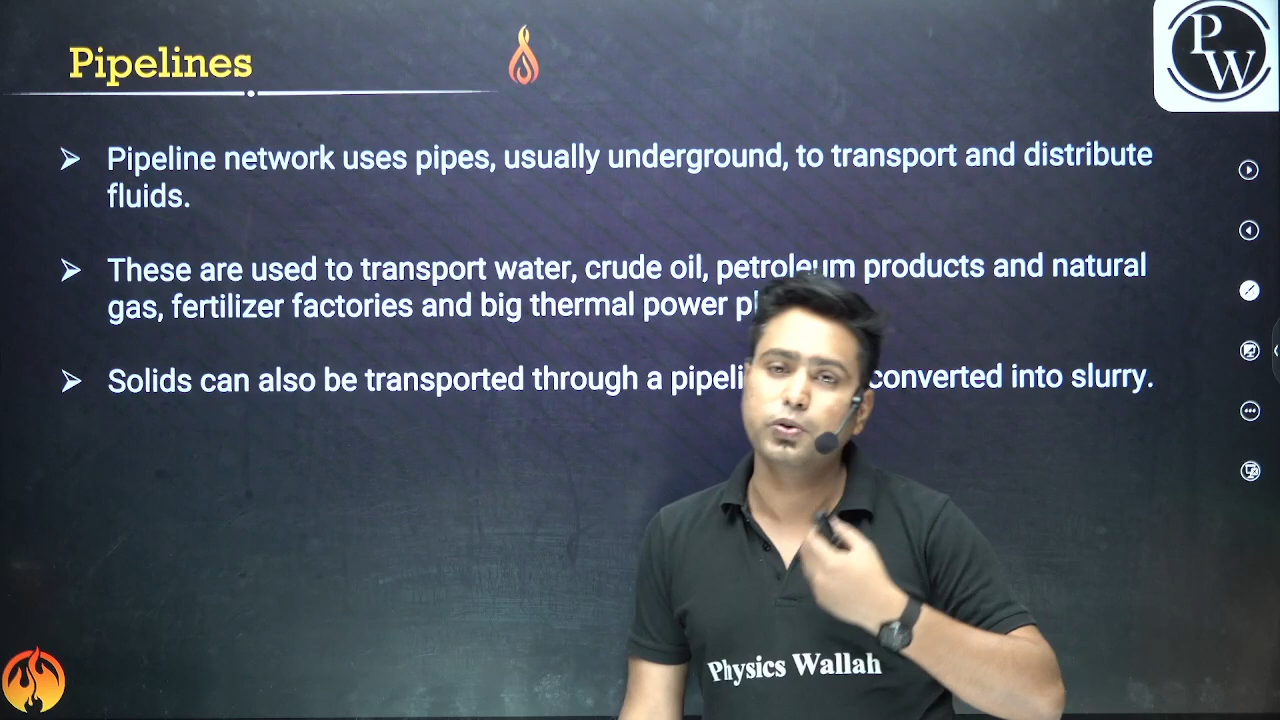 Pipelines
PW
Pipeline network uses pipes, usually underground, to transport and distribute
fluids.
These are used to transport water, crude oil, petroleum products and natural
gas, fertilizer factories and big thermal power
Solids can also be transported through a converted into slurry.
Physics Wallah